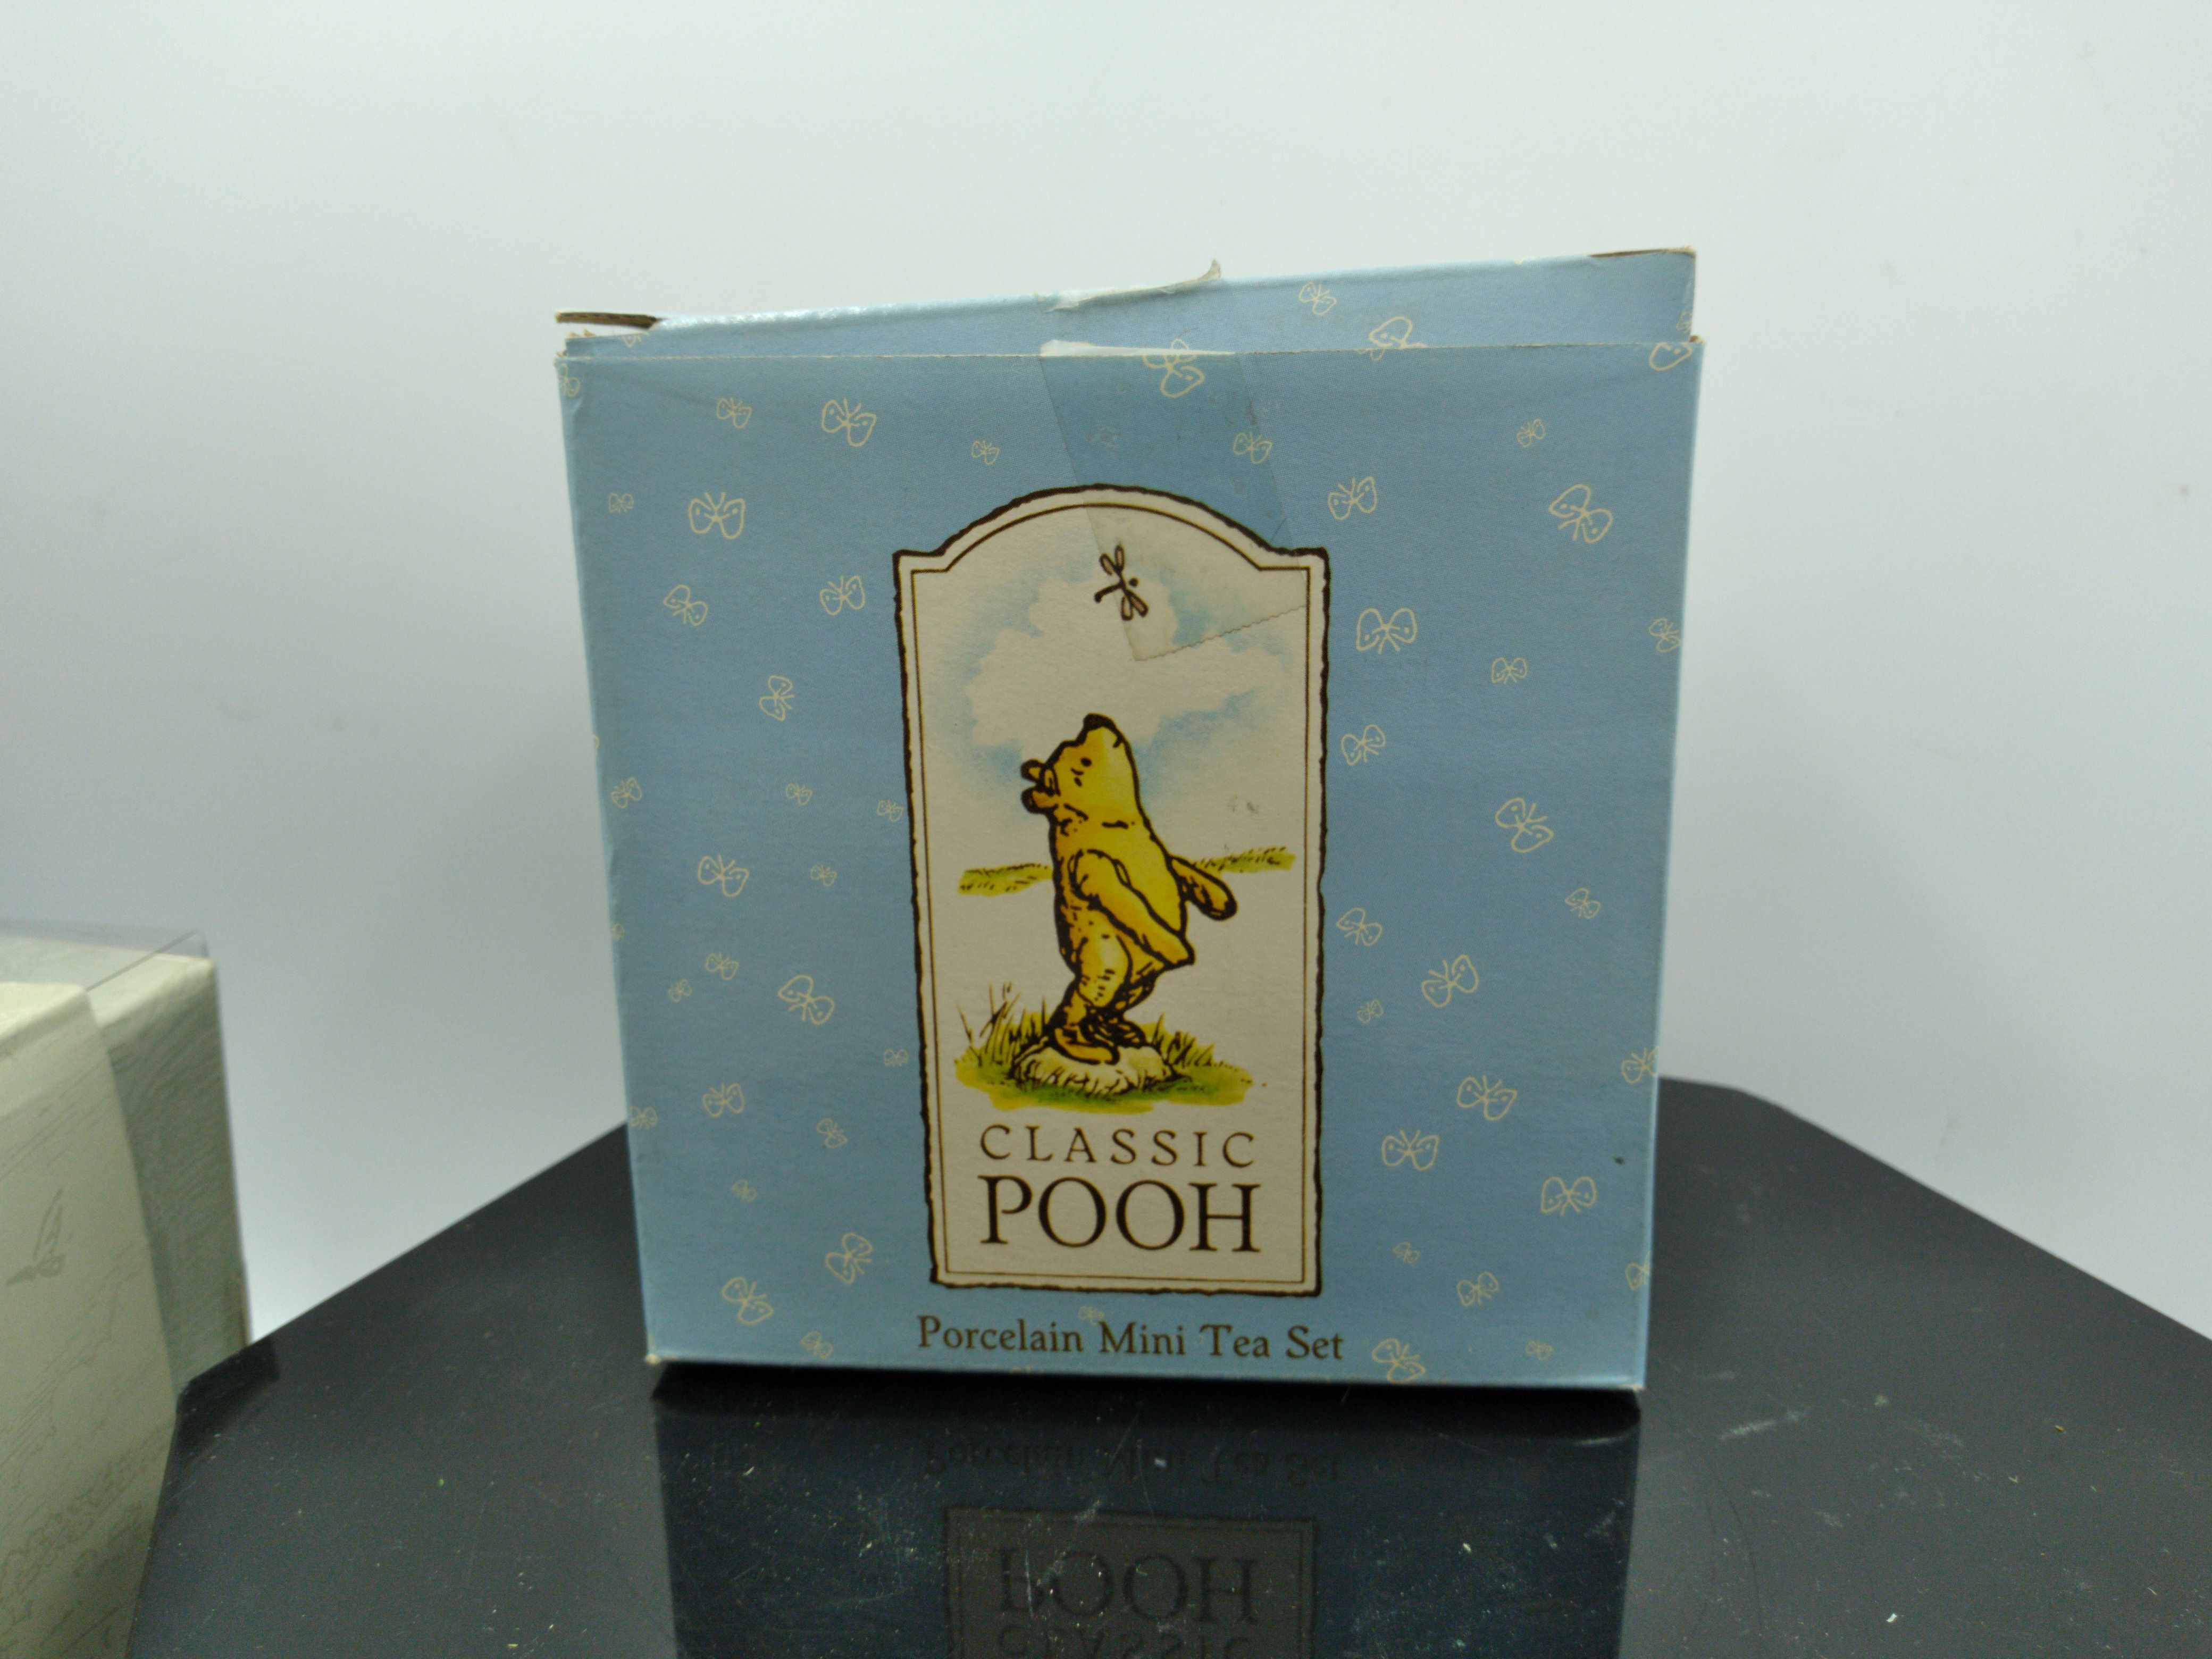 CLASSIC
POOH
Porcelain Mini Tea Set